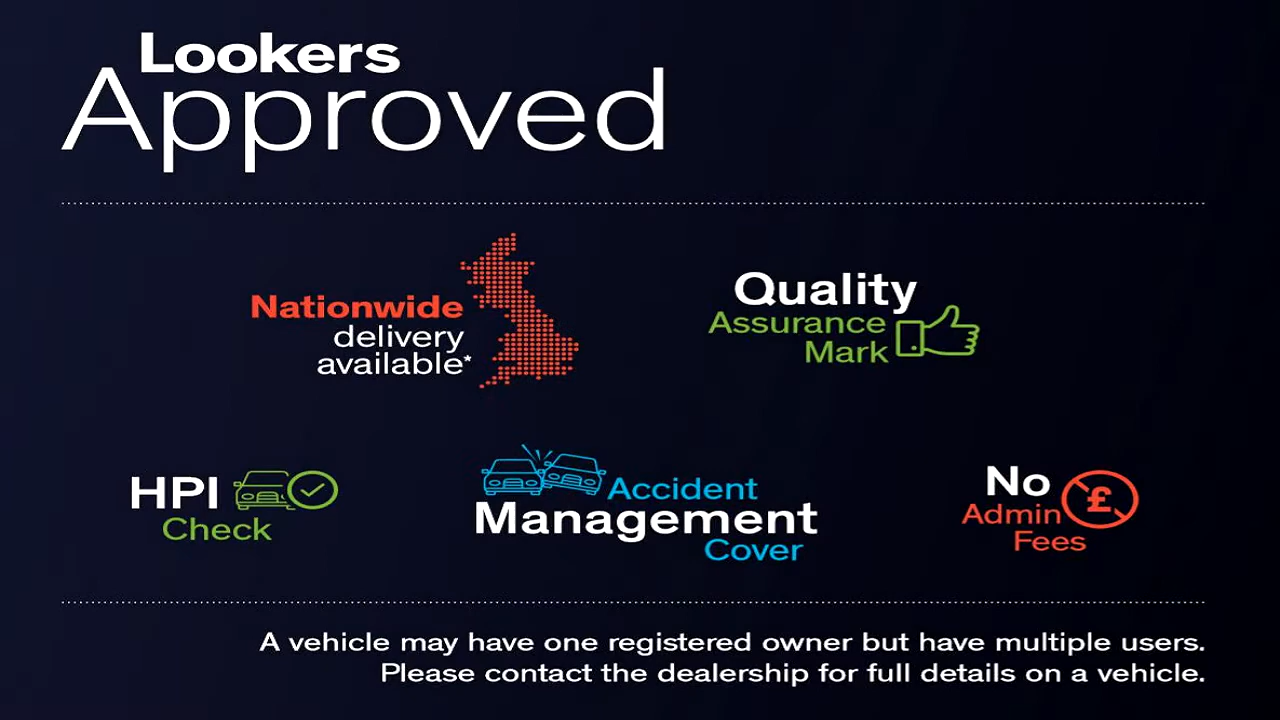 Lookers
Approved
Nationwide
delivery
available*
Quality
Assurance
Mark
HPI
Check
Accident
Management
Cover
No
£
Admin
Fees
A vehicle may have one registered owner but have multiple users.
Please contact the dealership for full details on a vehicle.